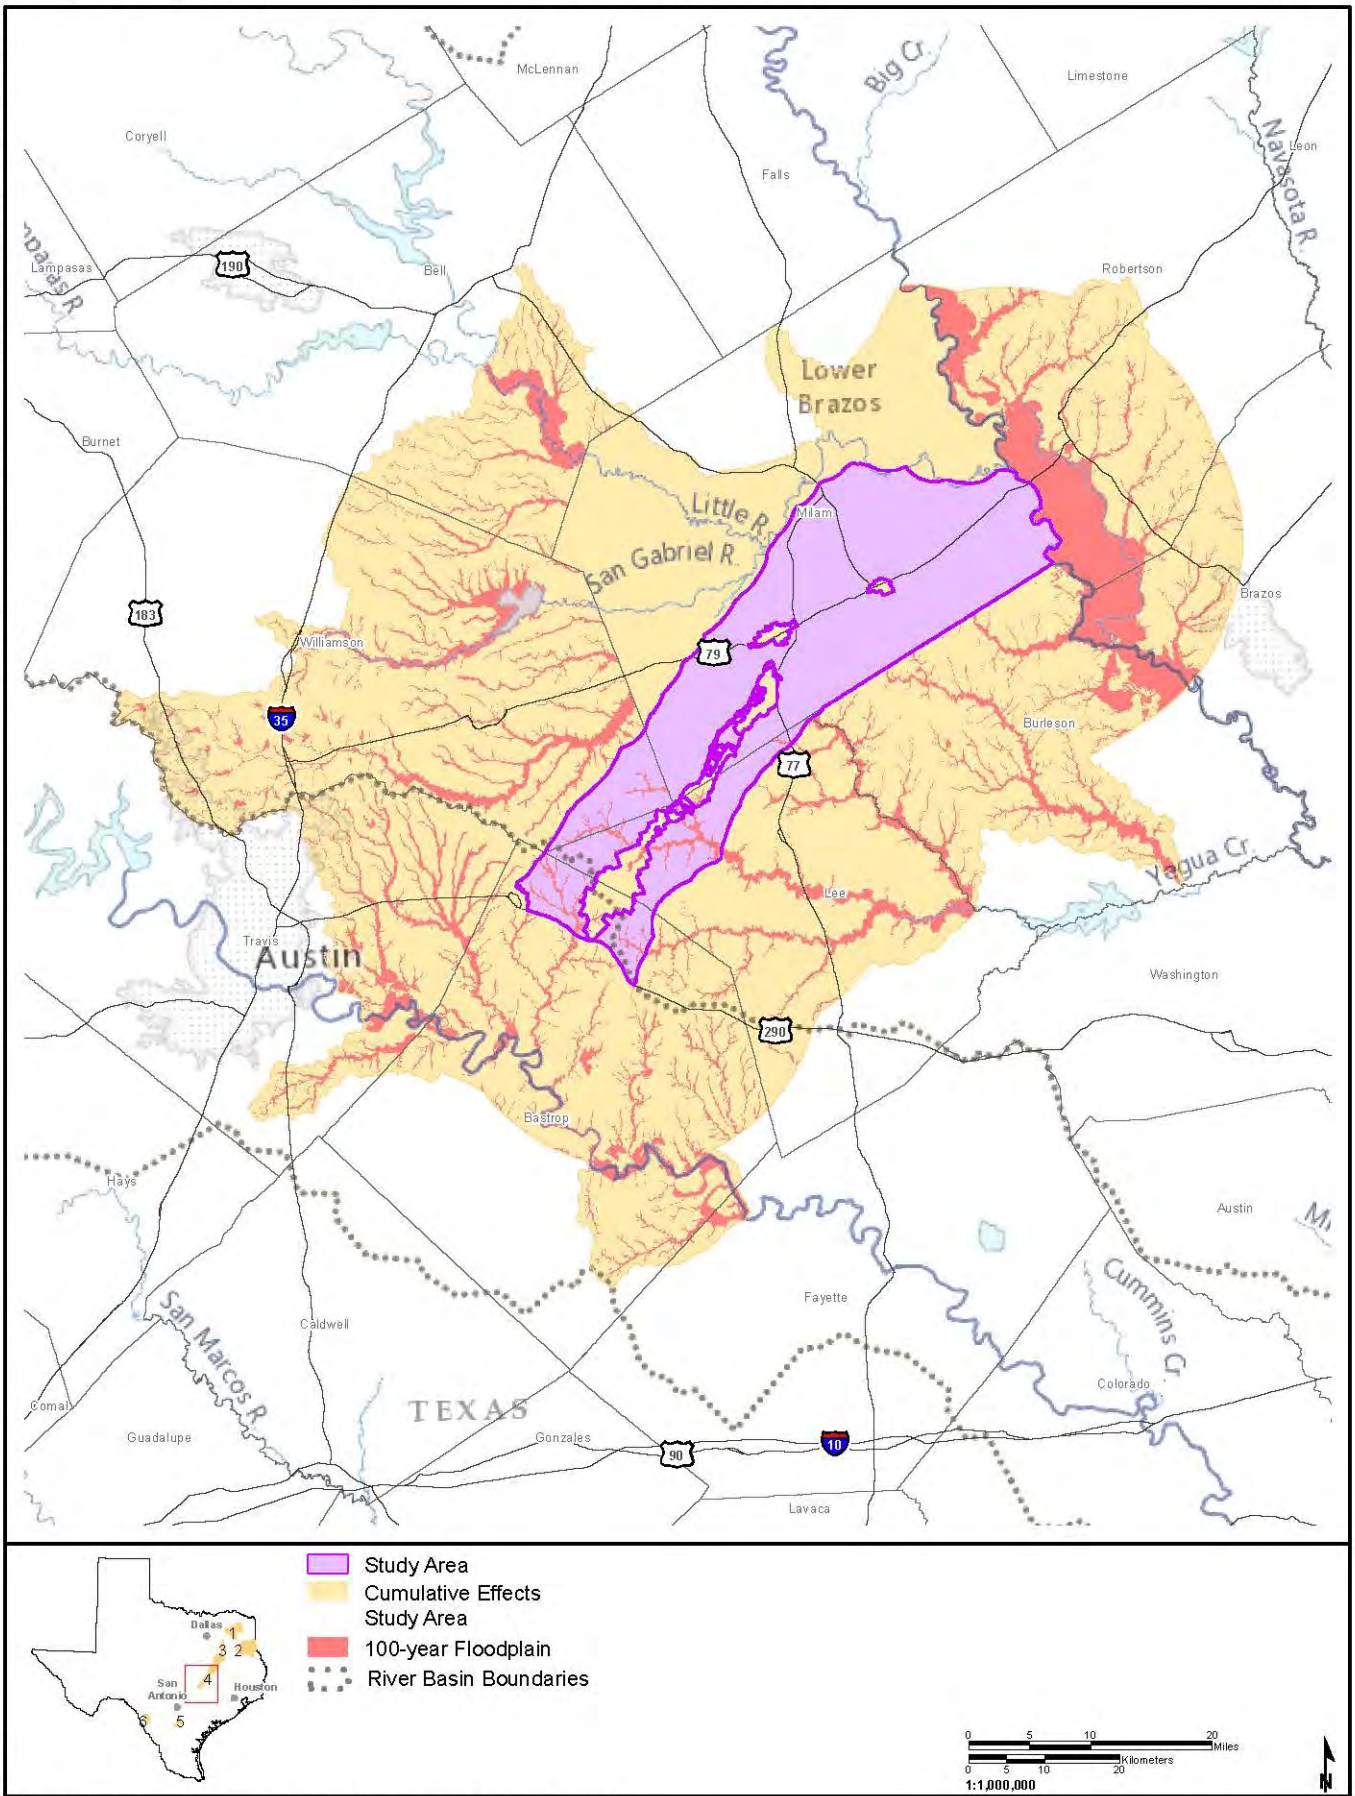 McLennan
Big Cr.
Limestone
Coryell
Navasota R.
Leon
Falls
mpasas R
Lampasas
190
Bell
Robertson
Lower
Brazos
Burnet
Little R.
Milam
San Gabriel R.
183
Brazos
Williamson
79
35
Burleson
77
Yagua Cr.
Lee
Travis
Austin
Washington
290
Bastrop
Hays
Austin
Mi
Cummins Cr
Fayette
San Marcos R.
Caldwell
Colorado
Comal
TEXAS
Guadalupe
Gonzales
90
10
Lavaca
Study Area
Cumulative Effects
Study Area
100-year Floodplain
River Basin Boundaries
Dallas
1
3 2
4
San
Antonio
Houston
6
5
0 5 10 20
Miles
Kilometers
0 5 10 20
1:1,000,000
N